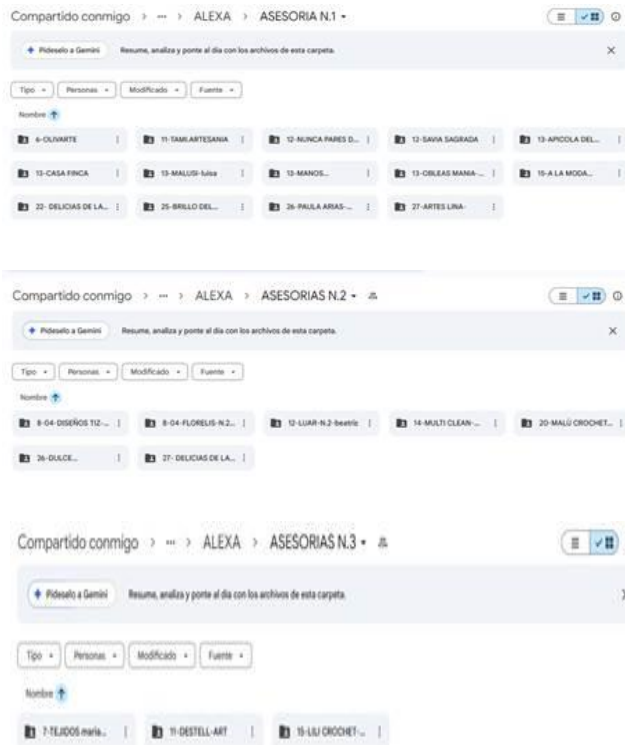 Compartido conmigo > ... > ALEXA > ASESORIA N.1
Pídeselo a Gemini Resume, analiza y ponte al día con los archivos de esta carpeta.
Tipo Personas Modificado Fuente
Nombre
6-OLIVARTE 11-TAMI.ARTESANIA 12-NUNCA PARES D... 12-SAVIA SAGRADA 13-APICOLA DEL...
13-CASA FINCA 13-MALUSI-luisa 13-MANOS... 13-OBLEAS MANIA-... 15-A LA MODA...
22- DELICIAS DE LA... 25-BRILLO DEL... 26-PAULA ARIAS-... 27-ARTES LINA-
Compartido conmigo > ... > ALEXA > ASESORIAS N.2
Pídeselo a Gemini Resume, analiza y ponte al día con los archivos de esta carpeta.
Tipo Personas Modificado Fuente
Nombre
8-04-DISEÑOS TIZ-... 8-04-FLORELIS-N.2... 12-LUAR-N.2-beatriz 14-MULTI CLEAN-... 20-MALÚ CROCHET...
26-DULCE... 27- DELICIAS DE LA...
Compartido conmigo > ... > ALEXA > ASESORIAS N.3
Pídeselo a Gemini Resume, analiza y ponte al día con los archivos de esta carpeta.
Tipo Personas Modificado Fuente
Nombre
7-TEJIDOS maria... 11-DESTELL-ART 15-LILI CROCHET-...